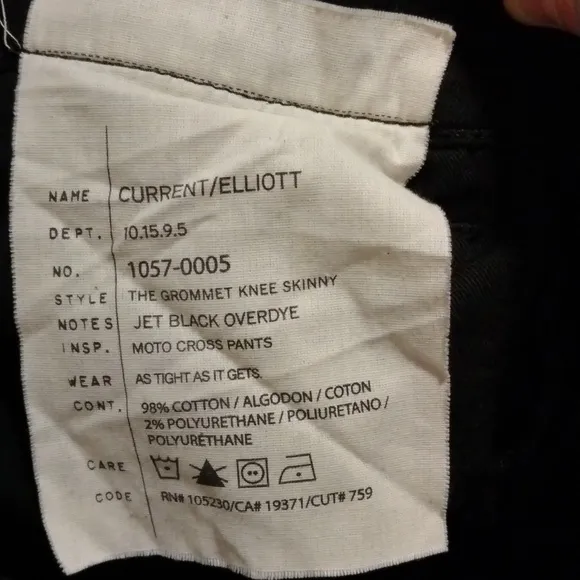 NAME CURRENT/ELLIOTT
DEPT. 10.15.9.5
NO. 1057-0005
STYLE THE GROMMET KNEE SKINNY
NOTES JET BLACK OVERDYE
INSP. MOTO CROSS PANTS
WEAR AS TIGHT AS IT GETS.
CONT. 98% COTTON / ALGODON / COTON
2% POLYURETHANE / POLIURETANO /
POLYURÉTHANE
CARE
CODE RN# 105230/CA# 19371/CUT# 759